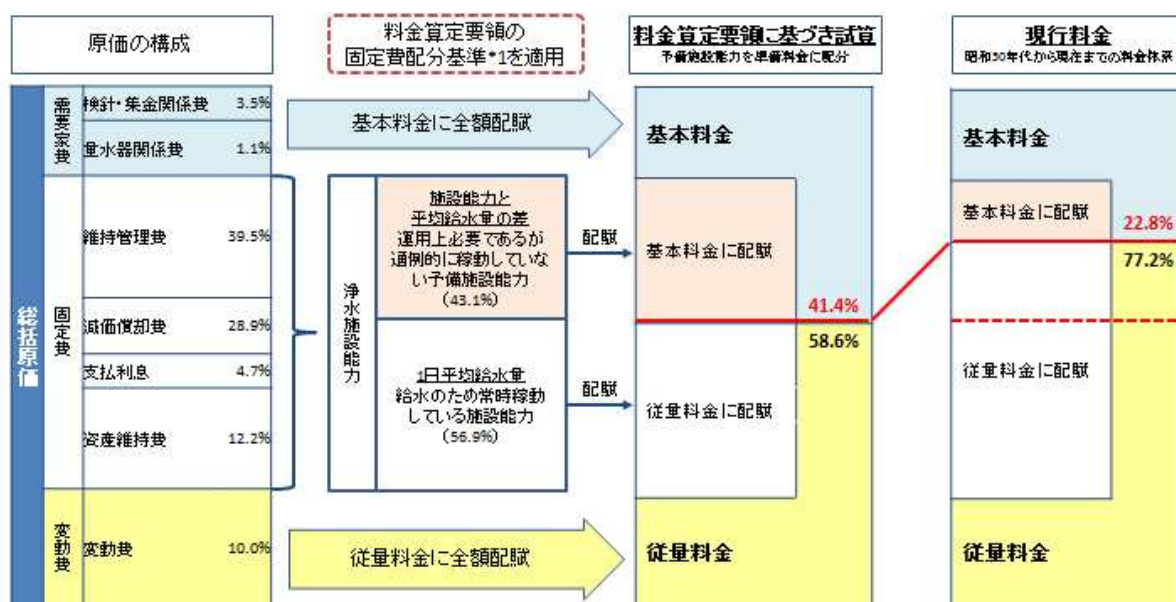 原価の構成
料金算定要領の
固定費配分基準*1を適用
料金算定要領に基づき試算
予備施設能力を準備料金に配分
現行料金
昭和50年代から現在までの料金体系
総括原価
需要家費
検針・集金関係費 3.5%
量水器関係費 1.1%
固定費
維持管理費 39.5%
減価償却費 28.9%
支払利息 4.7%
資産維持費 12.2%
変動費
変動費 10.0%
基本料金に全額配賦
浄水施設能力
施設能力と
平均給水量の差
運用上必要であるが
通例的に稼動していな
い予備施設能力
(43.1%)
1日平均給水量
給水のため常時稼動
している施設能力
(56.9%)
配賦
配賦
従量料金に全額配賦
基本料金
基本料金に配賦
41.4%
58.6%
従量料金に配賦
従量料金
基本料金
基本料金に配賦
22.8%
77.2%
従量料金に配賦
従量料金